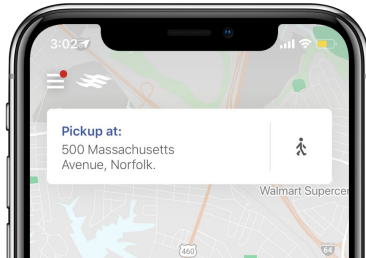 3:02
Pickup at:
500 Massachusetts
Avenue, Norfolk.
Walmart Supercer
460
64